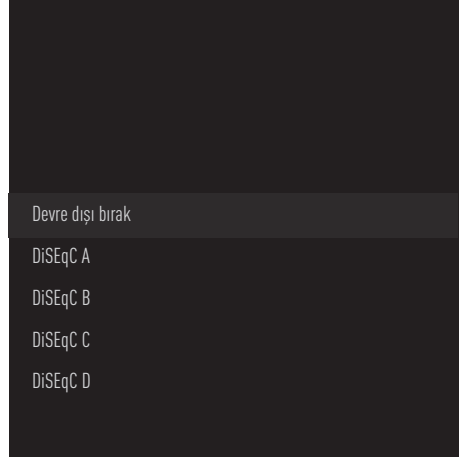 Devre dışı bırak
DiSEqC A
DiSEqC B
DiSEqC C
DiSEqC D